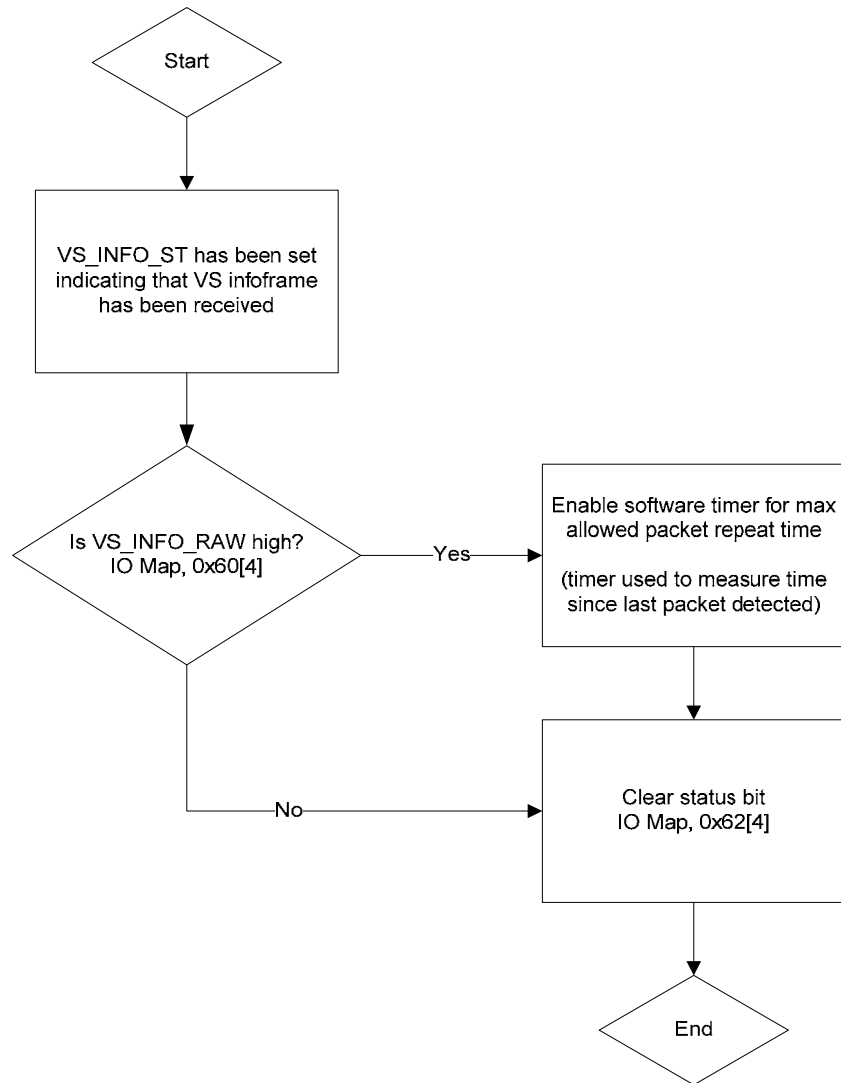 Start
VS_INFO_ST has been set
indicating that VS infoframe
has been received
Is VS_INFO_RAW high?
IO Map, 0x60[4]
Yes
Enable software timer for max
allowed packet repeat time
(timer used to measure time
since last packet detected)
No
Clear status bit
IO Map, 0x62[4]
End